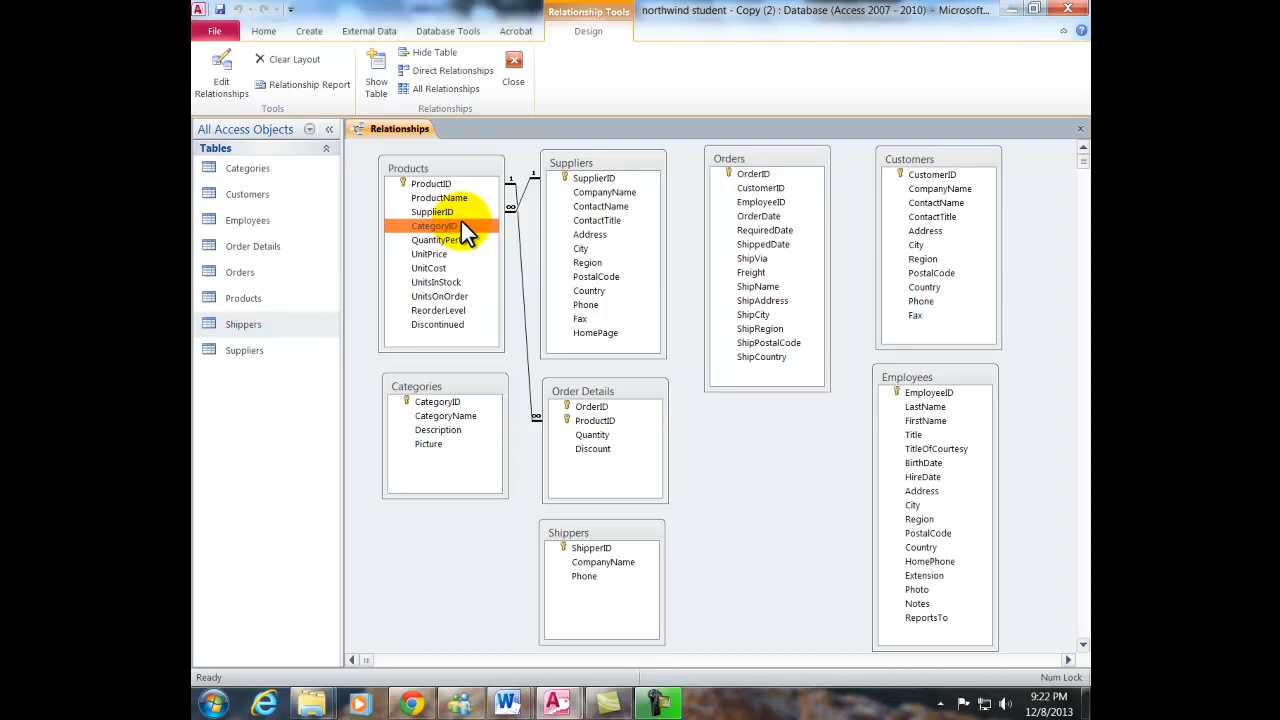 Relationship Tools
northwind student - Copy (2) : Database (Access 2007 - 2010) - Microsoft...
File Home Create External Data Database Tools Acrobat Design
Edit Relationships
Clear Layout
Relationship Report
Tools
Show Table
Hide Table
Direct Relationships
All Relationships
Relationships
Close
All Access Objects
Tables
Categories
Customers
Employees
Order Details
Orders
Products
Shippers
Suppliers
Relationships
Products
ProductID
ProductName
SupplierID
CategoryID
UnitPrice
UnitCost
UnitsInStock
UnitsOnOrder
ReorderLevel
Discontinued
1
∞
1
∞
Suppliers
SupplierID
CompanyName
ContactName
ContactTitle
Address
City
Region
PostalCode
Country
Phone
Fax
HomePage
Orders
OrderID
CustomerID
EmployeeID
OrderDate
RequiredDate
ShippedDate
ShipVia
Freight
ShipName
ShipAddress
ShipCity
ShipRegion
ShipPostalCode
ShipCountry
Customers
CustomerID
CompanyName
ContactName
ContactTitle
Address
City
Region
PostalCode
Country
Phone
Fax
Categories
CategoryID
CategoryName
Description
Picture
Order Details
OrderID
ProductID
Quantity
Discount
Shippers
ShipperID
CompanyName
Phone
Employees
EmployeeID
LastName
FirstName
Title
TitleOfCourtesy
BirthDate
HireDate
Address
City
Region
PostalCode
Country
HomePhone
Extension
Photo
Notes
ReportsTo
Ready
Num Lock
9:22 PM
12/8/2013